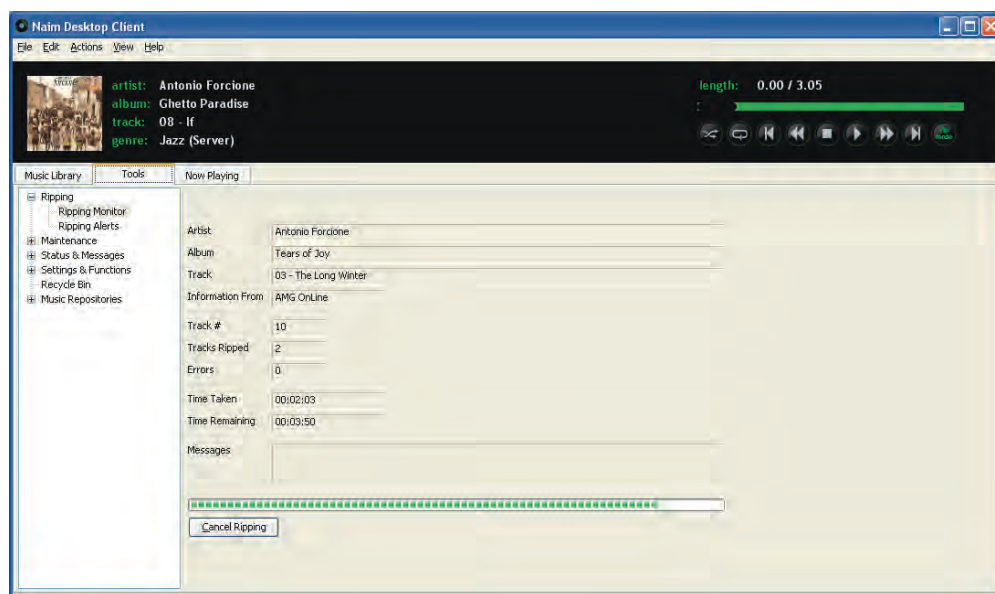 Naim Desktop Client
File Edit Actions View Help
artist: Antonio Forcione
album: Ghetto Paradise
track: 08 - If
genre: Jazz (Server)
length: 0.00 / 3.05
:
Music Library Tools Now Playing
Ripping
Ripping Monitor
Ripping Alerts
Maintenance
Status & Messages
Settings & Functions
Recycle Bin
Music Repositories
Artist Antonio Forcione
Album Tears of Joy
Track 03 - The Long Winter
Information From AMG OnLine
Track # 10
Tracks Ripped 2
Errors 0
Time Taken 00:02:03
Time Remaining 00:03:50
Messages
Cancel Ripping